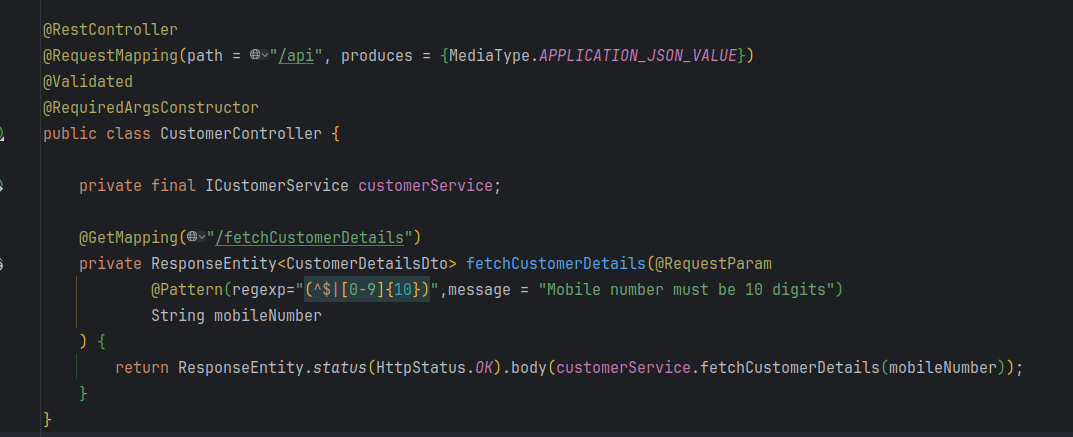 @RestController
@RequestMapping(path = "/api", produces = {MediaType.APPLICATION_JSON_VALUE})
@Validated
@RequiredArgsConstructor
public class CustomerController {
private final ICustomerService customerService;
@GetMapping("/fetchCustomerDetails")
private ResponseEntity<CustomerDetailsDto> fetchCustomerDetails(@RequestParam
@Pattern(regexp="(^$|[0-9]{10})",message = "Mobile number must be 10 digits")
String mobileNumber
) {
return ResponseEntity.status(HttpStatus.OK).body(customerService.fetchCustomerDetails(mobileNumber));
}
}